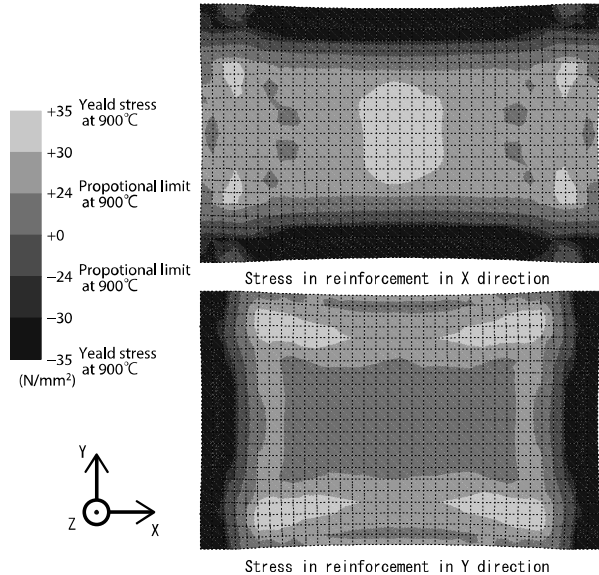 +35 Yeald stress
at 900℃
+30
+24 Propotional limit
at 900℃
+0
−24 Propotional limit
at 900℃
−30
−35 Yeald stress
at 900℃
(N/mm²)
Stress in reinforcement in X direction
Y
Z X
Stress in reinforcement in Y direction